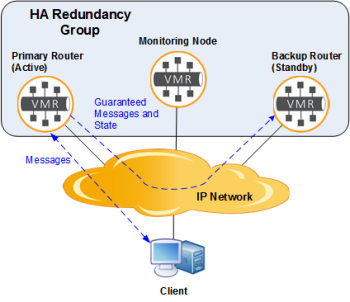 HA Redundancy
Group
Monitoring Node
Primary Router
(Active)
Backup Router
(Standby)
VMR
VMR
VMR
Guaranteed
Messages and
State
Messages
IP Network
Client